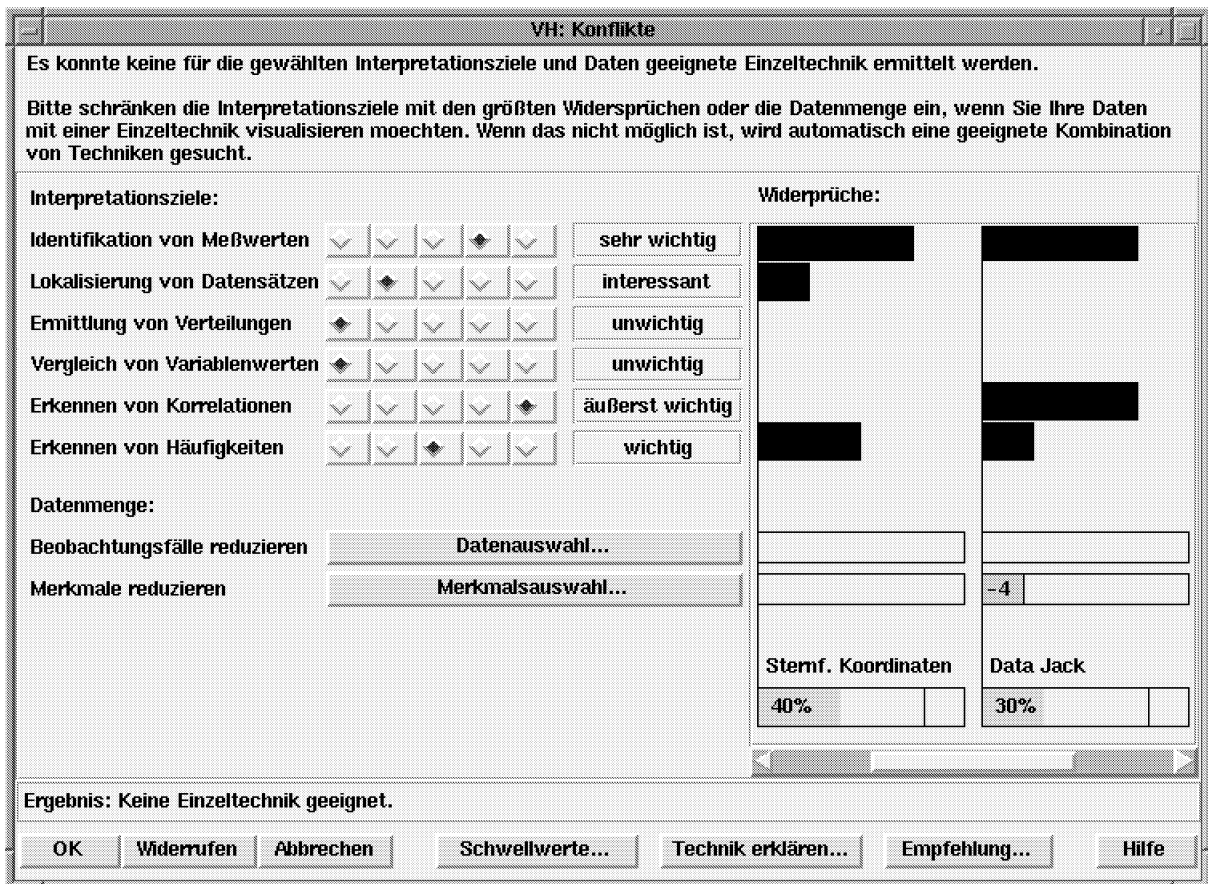 VH: Konflikte
Es konnte keine für die gewählten Interpretationsziele und Daten geeignete Einzeltechnik ermittelt werden.
Bitte schränken die Interpretationsziele mit den größten Widersprüchen oder die Datenmenge ein, wenn Sie Ihre Daten
mit einer Einzeltechnik visualisieren moechten. Wenn das nicht möglich ist, wird automatisch eine geeignete Kombination
von Techniken gesucht.
Interpretationsziele:
Widerprüche:
Identifikation von Meßwerten
sehr wichtig
Lokalisierung von Datensätzen
interessant
Ermittlung von Verteilungen
unwichtig
Vergleich von Variablenwerten
unwichtig
Erkennen von Korrelationen
äußerst wichtig
Erkennen von Häufigkeiten
wichtig
Datenmenge:
Beobachtungsfälle reduzieren
Datenauswahl...
Merkmale reduzieren
Merkmalsauswahl...
-4
Sternf. Koordinaten
Data Jack
40%
30%
Ergebnis: Keine Einzeltechnik geeignet.
OK
Widerrufen
Abbrechen
Schwellwerte...
Technik erklären...
Empfehlung...
Hilfe